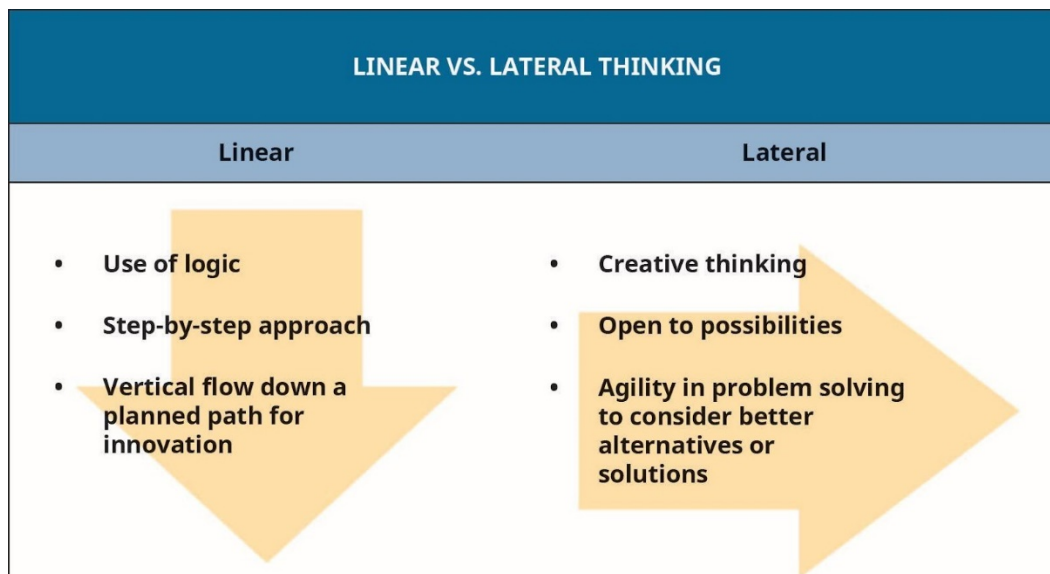 LINEAR VS. LATERAL THINKING
Linear
Lateral
• Use of logic
• Step-by-step approach
• Vertical flow down a
planned path for
innovation
• Creative thinking
• Open to possibilities
• Agility in problem solving
to consider better
alternatives or
solutions